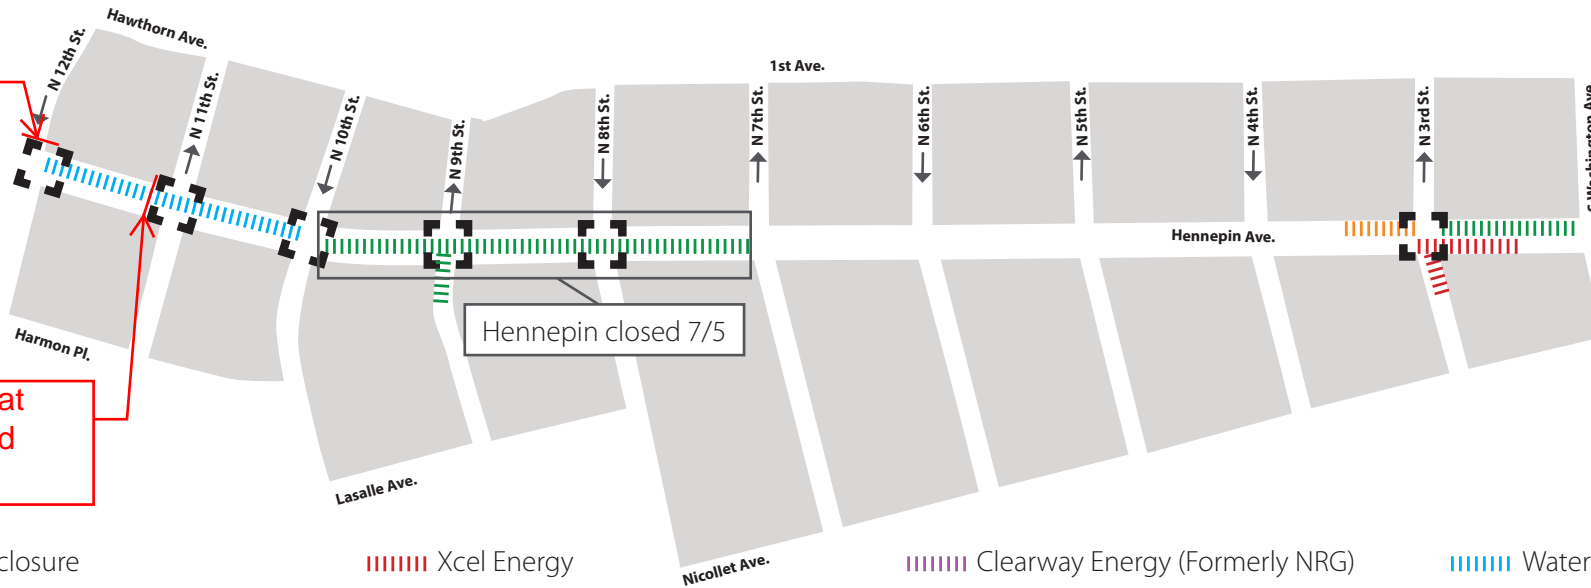 Hawthorn Ave.
N 12th St.
N 11th St.
N 10th St.
N 9th St.
N 8th St.
1st Ave.
N 7th St.
N 6th St.
N 5th St.
N 4th St.
N 3rd St.
S Washington Ave.
Hennepin Ave.
Hennepin closed 7/5
Harmon Pl.
at
d
Lasalle Ave.
Nicollet Ave.
closure
Xcel Energy
Clearway Energy (Formerly NRG)
Water